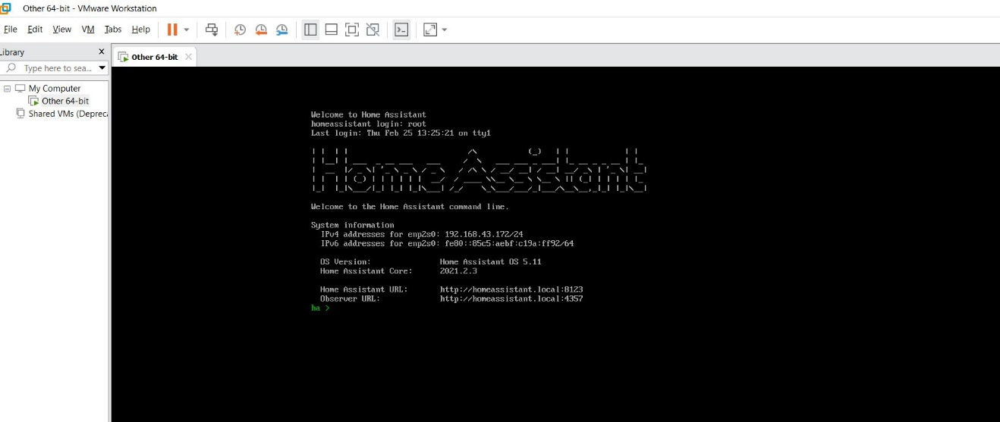 Other 64-bit - VMware Workstation
File Edit View VM Tabs Help
Library
Other 64-bit
Type here to sea...
My Computer
Other 64-bit
Shared VMs (Depreca
Welcome to Home Assistant
homeassistant login: root
Last login: Thu Feb 25 13:25:21 on tty1
Home Assistant
Welcome to the Home Assistant command line.
System information
IPv4 addresses for enp2s0: 192.168.43.172/24
IPv6 addresses for enp2s0: fe80::85c5:aebf:c19a:ff92/64
OS Version: Home Assistant OS 5.11
Home Assistant Core: 2021.2.3
Home Assistant URL: http://homeassistant.local:8123
Observer URL: http://homeassistant.local:4357
ha >